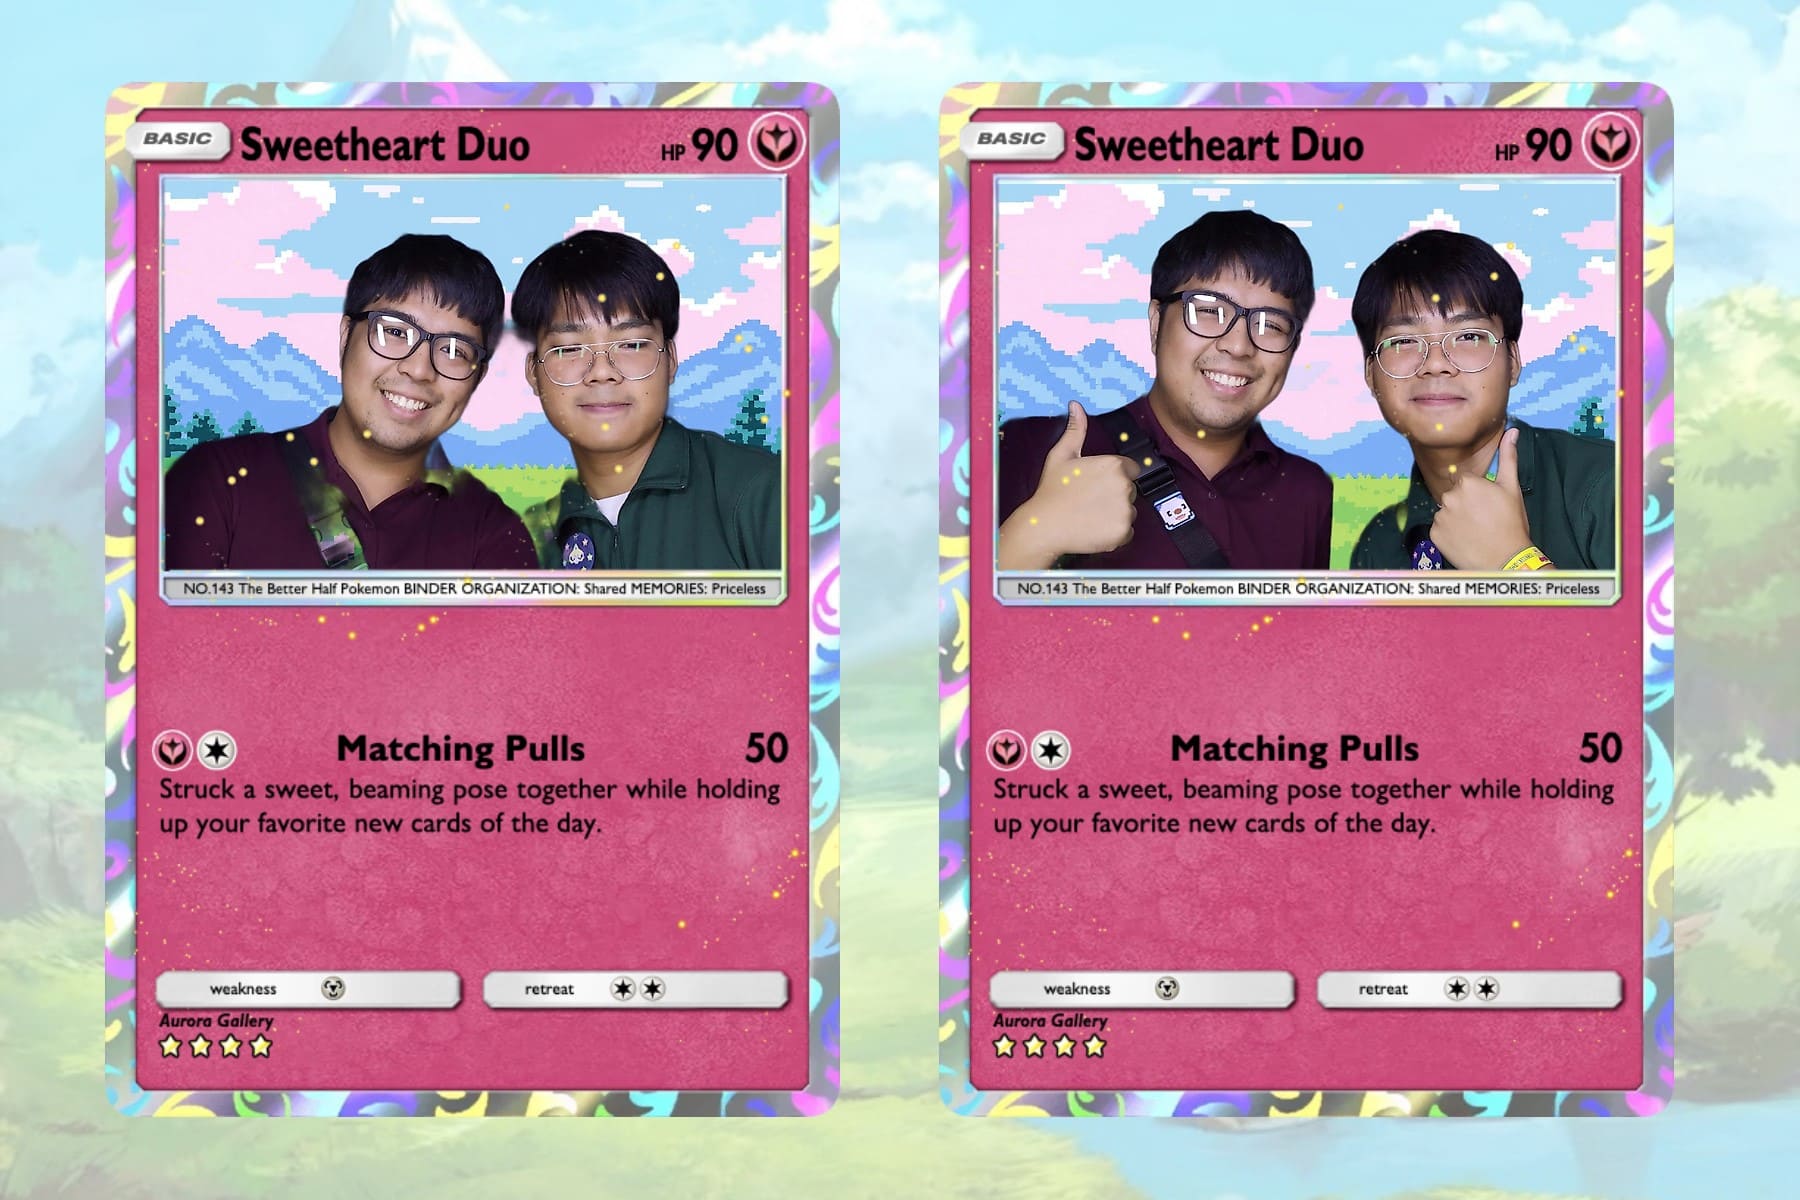 BASIC Sweetheart Duo HP 90
NO.143 The Better Half Pokemon BINDER ORGANIZATION: Shared MEMORIES: Priceless
Matching Pulls 50
Struck a sweet, beaming pose together while holding
up your favorite new cards of the day.
weakness retreat
Aurora Gallery
BASIC Sweetheart Duo HP 90
NO.143 The Better Half Pokemon BINDER ORGANIZATION: Shared MEMORIES: Priceless
Matching Pulls 50
Struck a sweet, beaming pose together while holding
up your favorite new cards of the day.
weakness retreat
Aurora Gallery